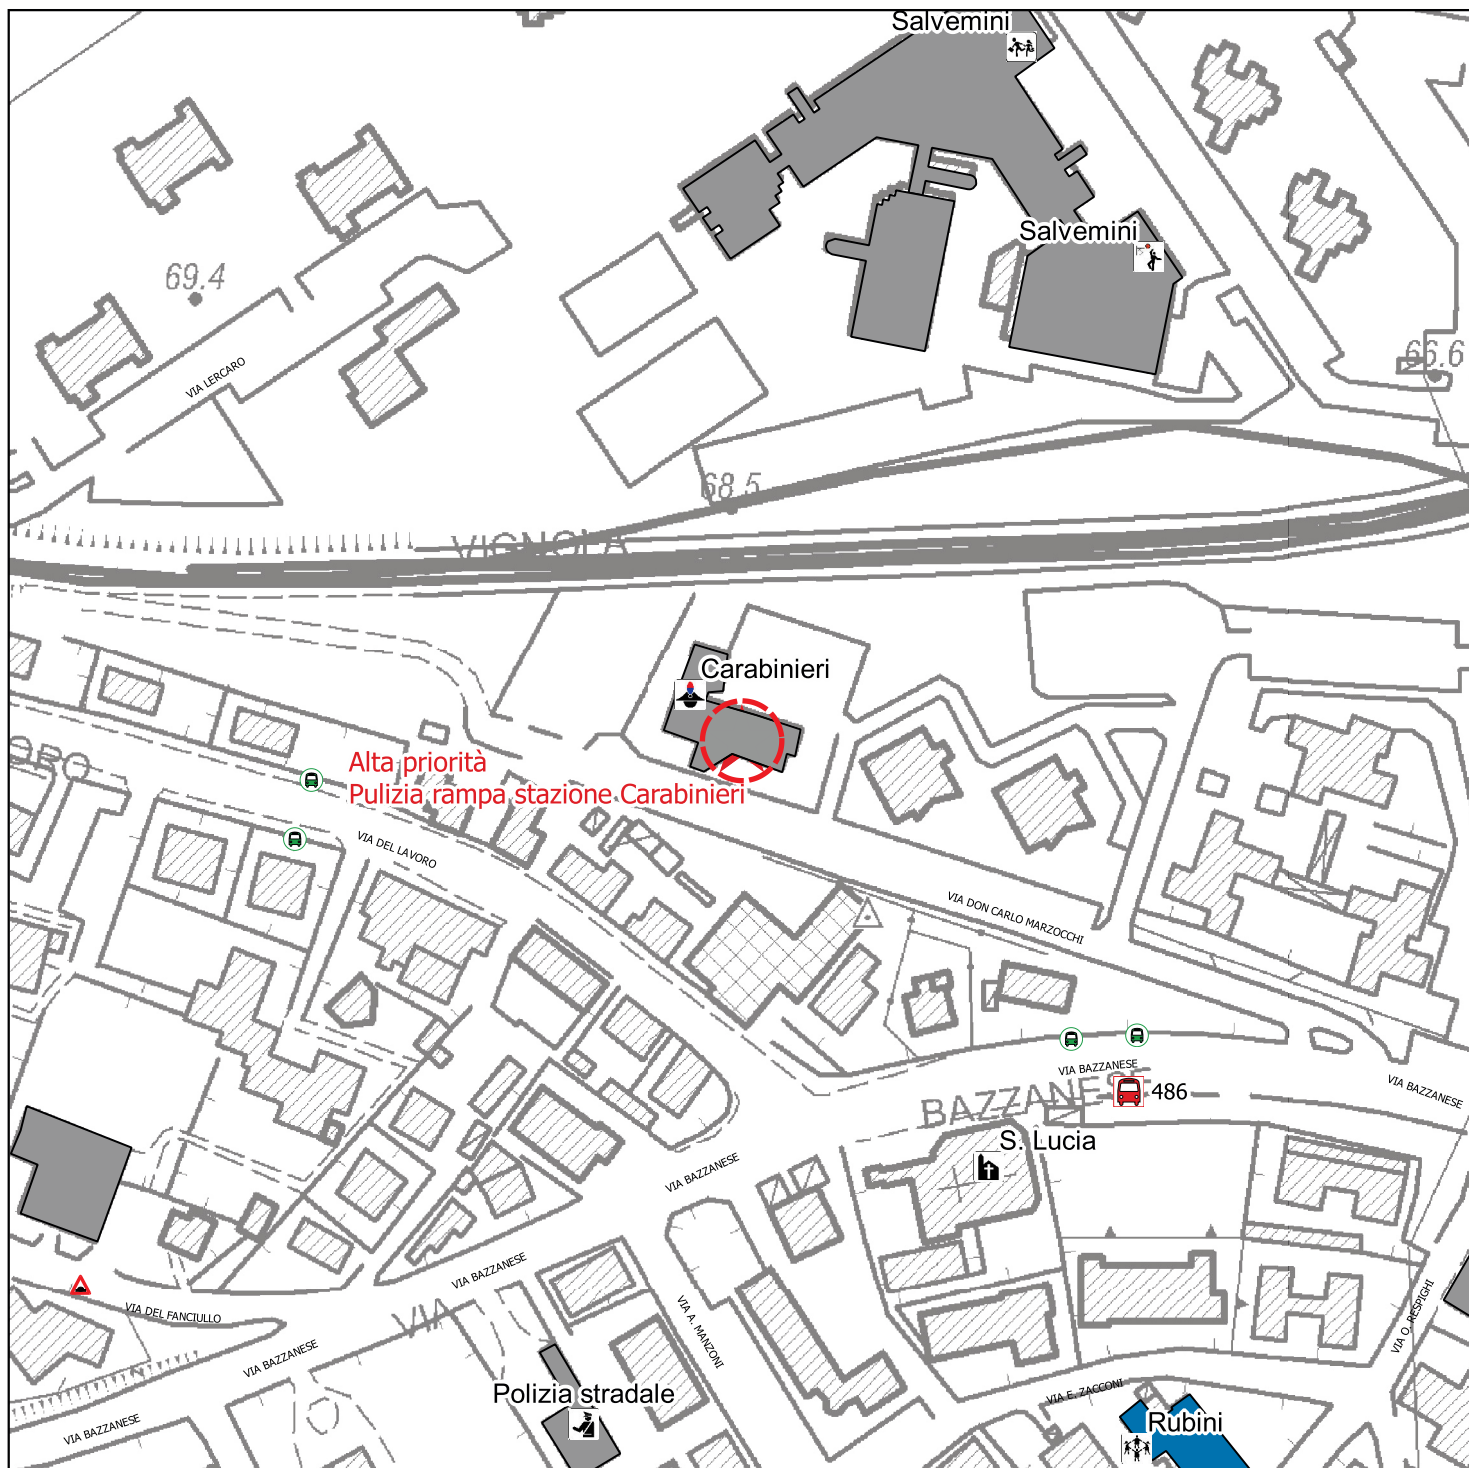 Salvemini
Salvemini
69.4
66.6
VIA LERCARO
68.5
VIGNOLA
Carabinieri
Alta priorità
Pulizia rampa stazione Carabinieri
VIA DEL LAVORO
VIA DON CARLO MARZOCCHI
VIA BAZZANESE
VIA BAZZANESE
BAZZANESE
486
S. Lucia
VIA BAZZANESE
VIA BAZZANESE
VIA DEL FANCIULLO
VIA
VIA A. MANZONI
VIA O. RESPIGHI
VIA BAZZANESE
VIA E. ZACCONI
Polizia stradale
Rubini
VIA BAZZANESE